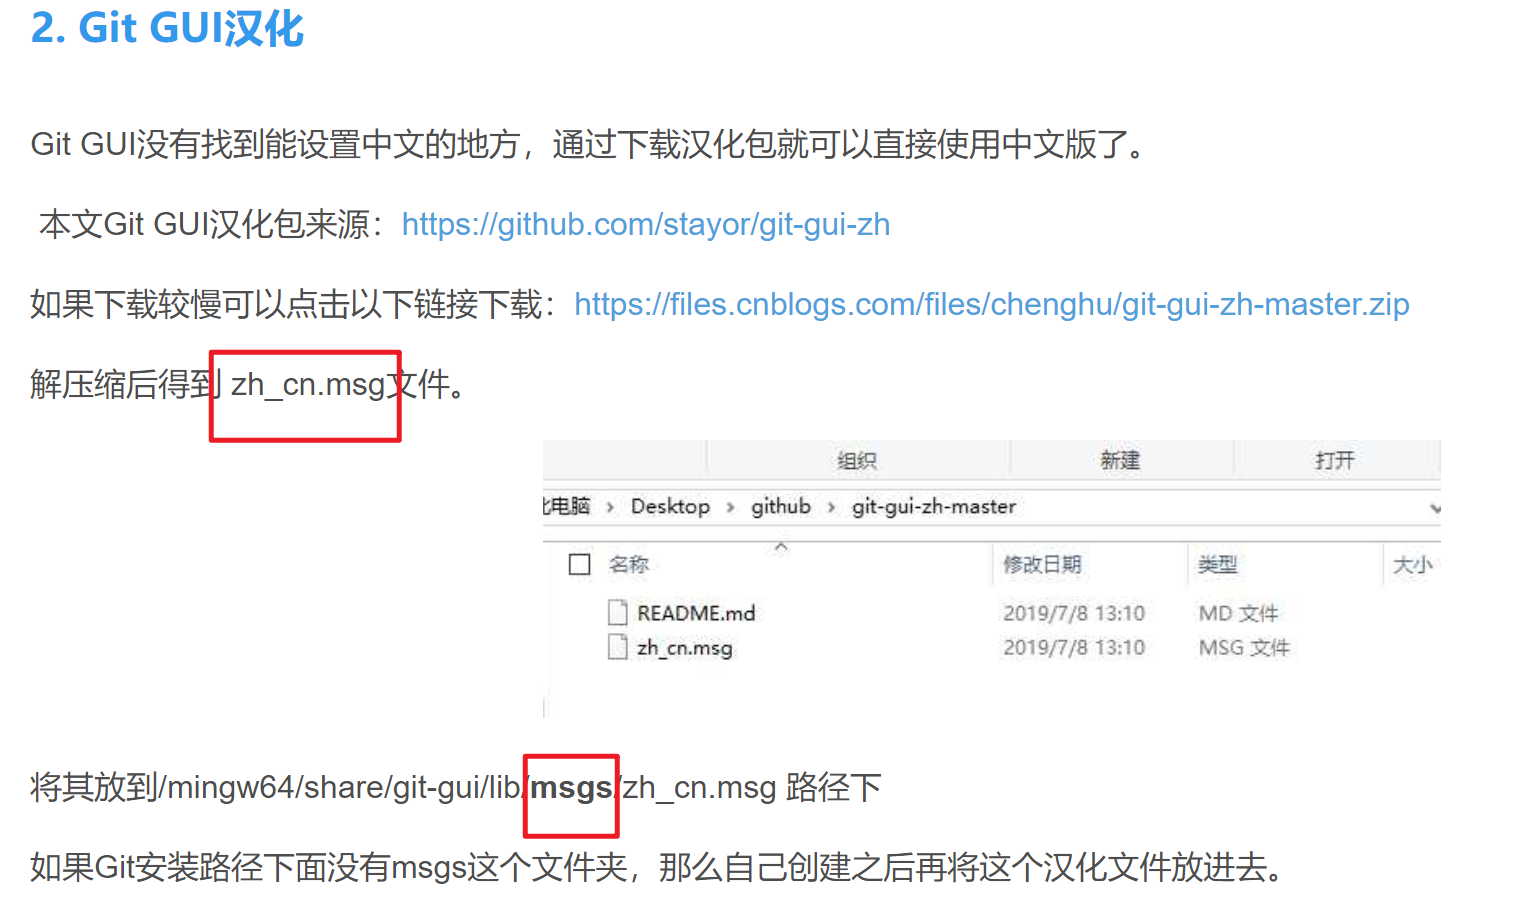 2. Git GUI汉化
Git GUI没有找到能设置中文的地方，通过下载汉化包就可以直接使用中文版了。
本文Git GUI汉化包来源：https://github.com/stayor/git-gui-zh
如果下载较慢可以点击以下链接下载：https://files.cnblogs.com/files/chenghu/git-gui-zh-master.zip
解压缩后得到 zh_cn.msg文件。
组织 新建 打开
电脑 › Desktop › github › git-gui-zh-master
名称 修改日期 类型 大小
README.md 2019/7/8 13:10 MD 文件
zh_cn.msg 2019/7/8 13:10 MSG 文件
将其放到/mingw64/share/git-gui/lib/msgs/zh_cn.msg 路径下
如果Git安装路径下面没有msgs这个文件夹，那么自己创建之后再将这个汉化文件放进去。